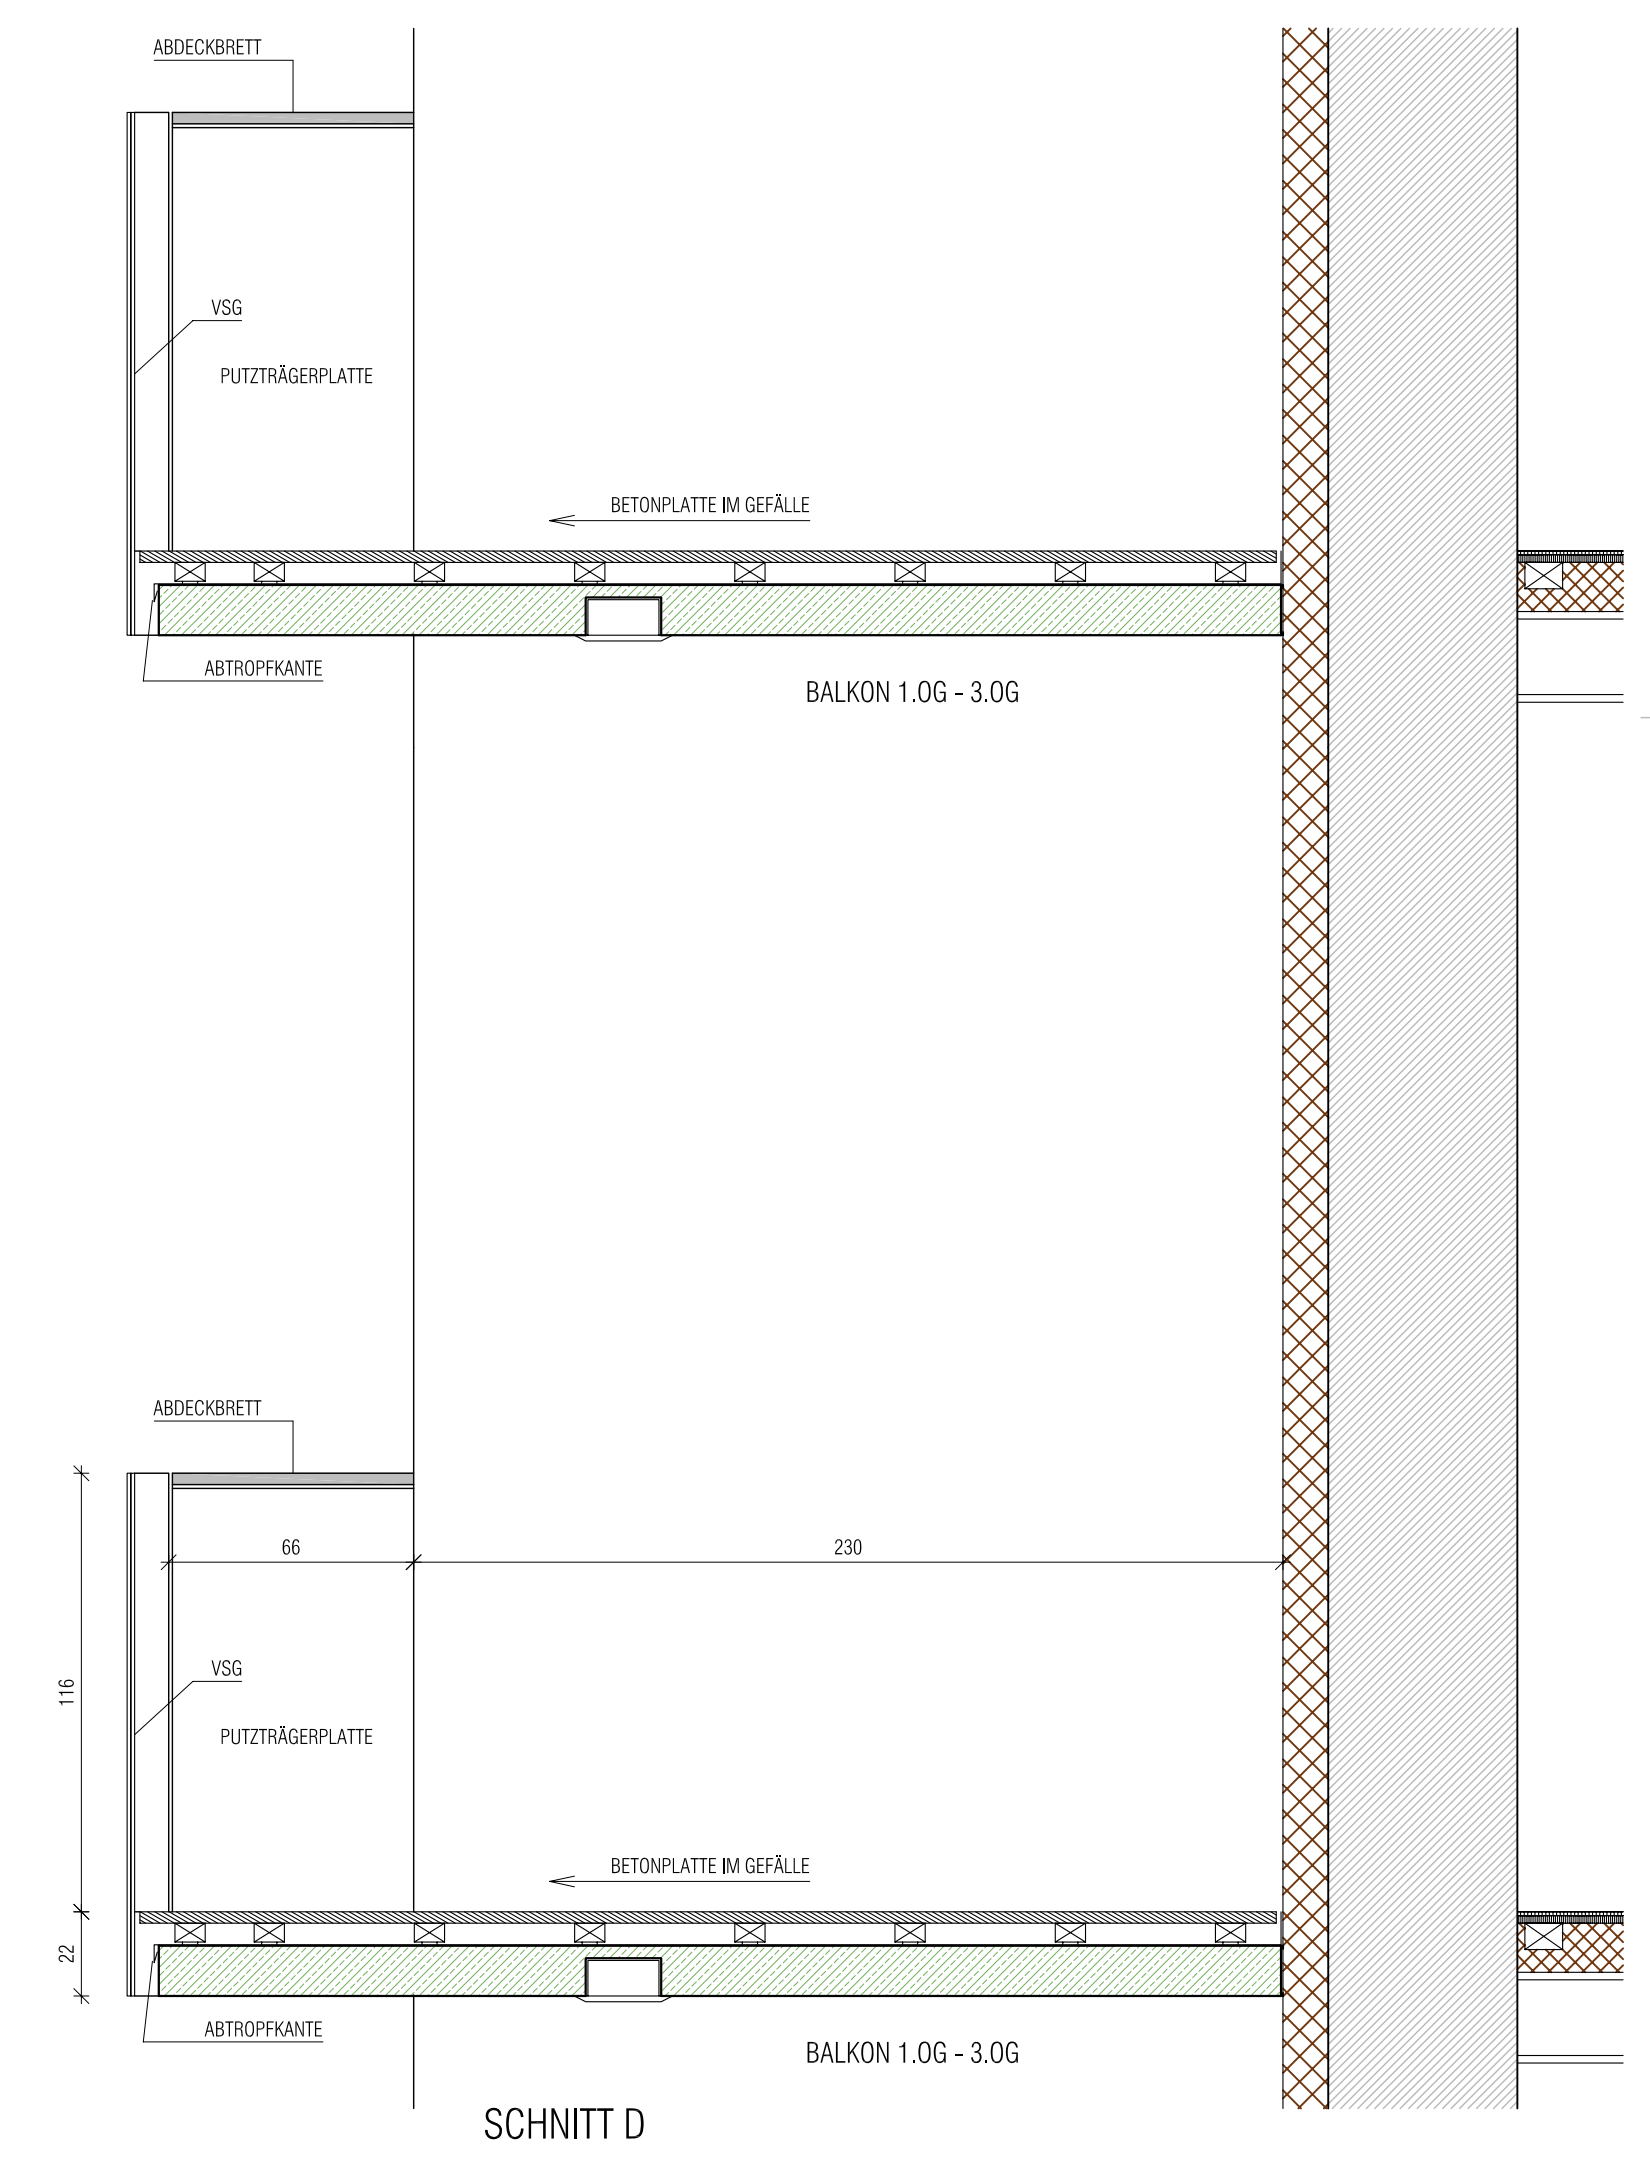 ABDECKBRETT
VSG
PUTZTRÄGERPLATTE
BETONPLATTE IM GEFÄLLE
ABTROPFKANTE
BALKON 1.OG - 3.OG
ABDECKBRETT
66
230
116
VSG
PUTZTRÄGERPLATTE
BETONPLATTE IM GEFÄLLE
22
ABTROPFKANTE
BALKON 1.OG - 3.OG
SCHNITT D